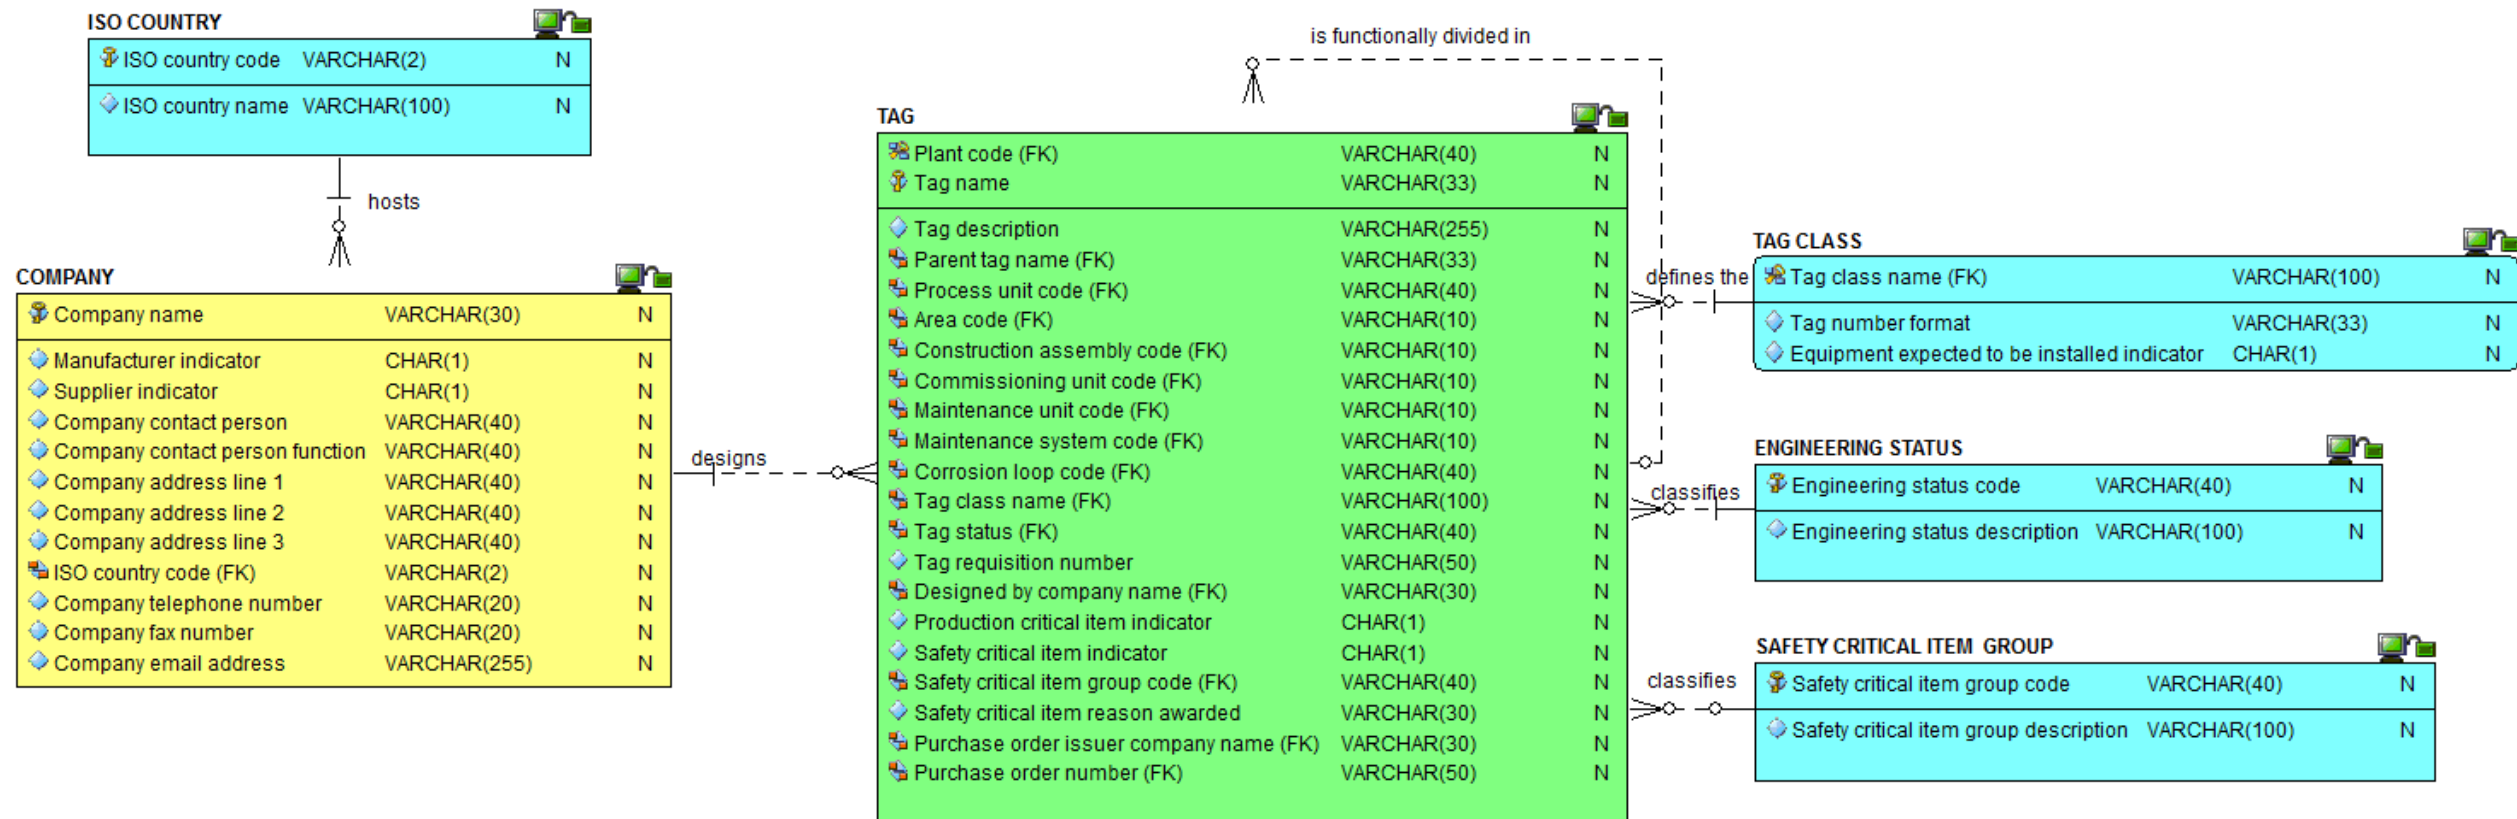 ISO COUNTRY
ISO country code VARCHAR(2) N
ISO country name VARCHAR(100) N
hosts
COMPANY
Company name VARCHAR(30) N
Manufacturer indicator CHAR(1) N
Supplier indicator CHAR(1) N
Company contact person VARCHAR(40) N
Company contact person function VARCHAR(40) N
Company address line 1 VARCHAR(40) N
Company address line 2 VARCHAR(40) N
Company address line 3 VARCHAR(40) N
ISO country code (FK) VARCHAR(2) N
Company telephone number VARCHAR(20) N
Company fax number VARCHAR(20) N
Company email address VARCHAR(255) N
designs
is functionally divided in
TAG
Plant code (FK) VARCHAR(40) N
Tag name VARCHAR(33) N
Tag description VARCHAR(255) N
Parent tag name (FK) VARCHAR(33) N
Process unit code (FK) VARCHAR(40) N
Area code (FK) VARCHAR(10) N
Construction assembly code (FK) VARCHAR(10) N
Commissioning unit code (FK) VARCHAR(10) N
Maintenance unit code (FK) VARCHAR(10) N
Maintenance system code (FK) VARCHAR(10) N
Corrosion loop code (FK) VARCHAR(40) N
Tag class name (FK) VARCHAR(100) N
Tag status (FK) VARCHAR(40) N
Tag requisition number VARCHAR(50) N
Designed by company name (FK) VARCHAR(30) N
Production critical item indicator CHAR(1) N
Safety critical item indicator CHAR(1) N
Safety critical item group code (FK) VARCHAR(40) N
Safety critical item reason awarded VARCHAR(30) N
Purchase order issuer company name (FK) VARCHAR(30) N
Purchase order number (FK) VARCHAR(50) N
defines the
TAG CLASS
Tag class name (FK) VARCHAR(100) N
Tag number format VARCHAR(33) N
Equipment expected to be installed indicator CHAR(1) N
classifies
ENGINEERING STATUS
Engineering status code VARCHAR(40) N
Engineering status description VARCHAR(100) N
classifies
SAFETY CRITICAL ITEM GROUP
Safety critical item group code VARCHAR(40) N
Safety critical item group description VARCHAR(100) N